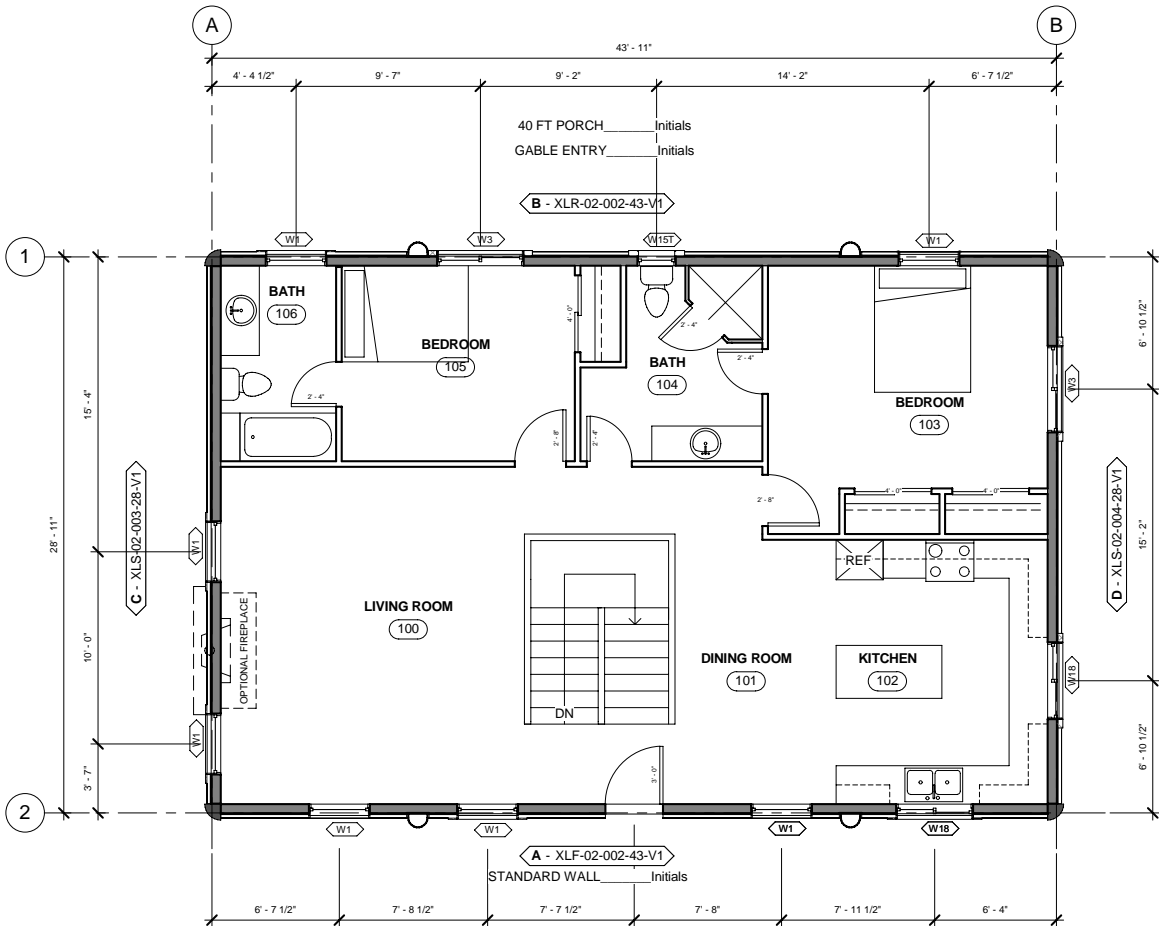 A
B
43' - 11"
4' - 4 1/2"
9' - 7"
9' - 2"
14' - 2"
6' - 7 1/2"
40 FT PORCH_______Initials
GABLE ENTRY_______Initials
B - XLR-02-002-43-V1
W1
W3
W15T
W1
1
BATH
106
BEDROOM
105
4' - 0"
2' - 4"
BATH
104
2' - 4"
BEDROOM
103
6' - 10 1/2"
W3
2' - 4"
2' - 8"
2' - 4"
2' - 8"
4' - 0"
4' - 0"
15' - 4"
C - XLS-02-003-28-V1
28' - 11"
D - XLS-02-004-28-V1
15' - 2"
W1
REF
LIVING ROOM
100
OPTIONAL FIREPLACE
DINING ROOM
101
KITCHEN
102
W18
10' - 0"
DN
W1
3' - 0"
3' - 7"
6' - 10 1/2"
2
W1
W1
W1
W18
A - XLF-02-002-43-V1
STANDARD WALL_______Initials
6' - 7 1/2"
7' - 8 1/2"
7' - 7 1/2"
7' - 8"
7' - 11 1/2"
6' - 4"